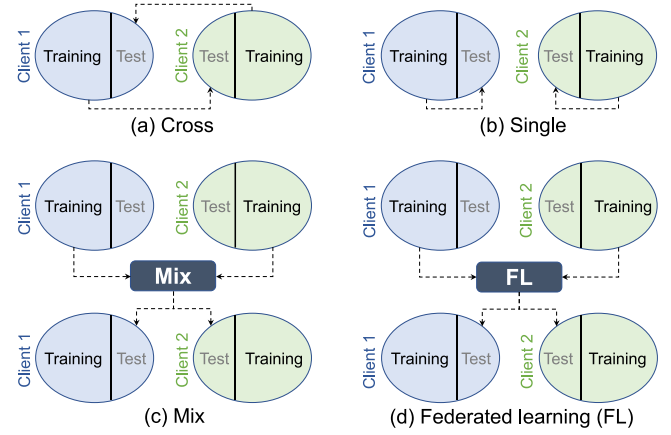 Client 1
Training
Test
Client 2
Test
Training
(a) Cross
Client 1
Training
Test
Client 2
Test
Training
(b) Single
Client 1
Training
Test
Client 2
Test
Training
Mix
Client 1
Training
Test
Client 2
Test
Training
(c) Mix
Client 1
Training
Test
Client 2
Test
Training
FL
Client 1
Training
Test
Client 2
Test
Training
(d) Federated learning (FL)